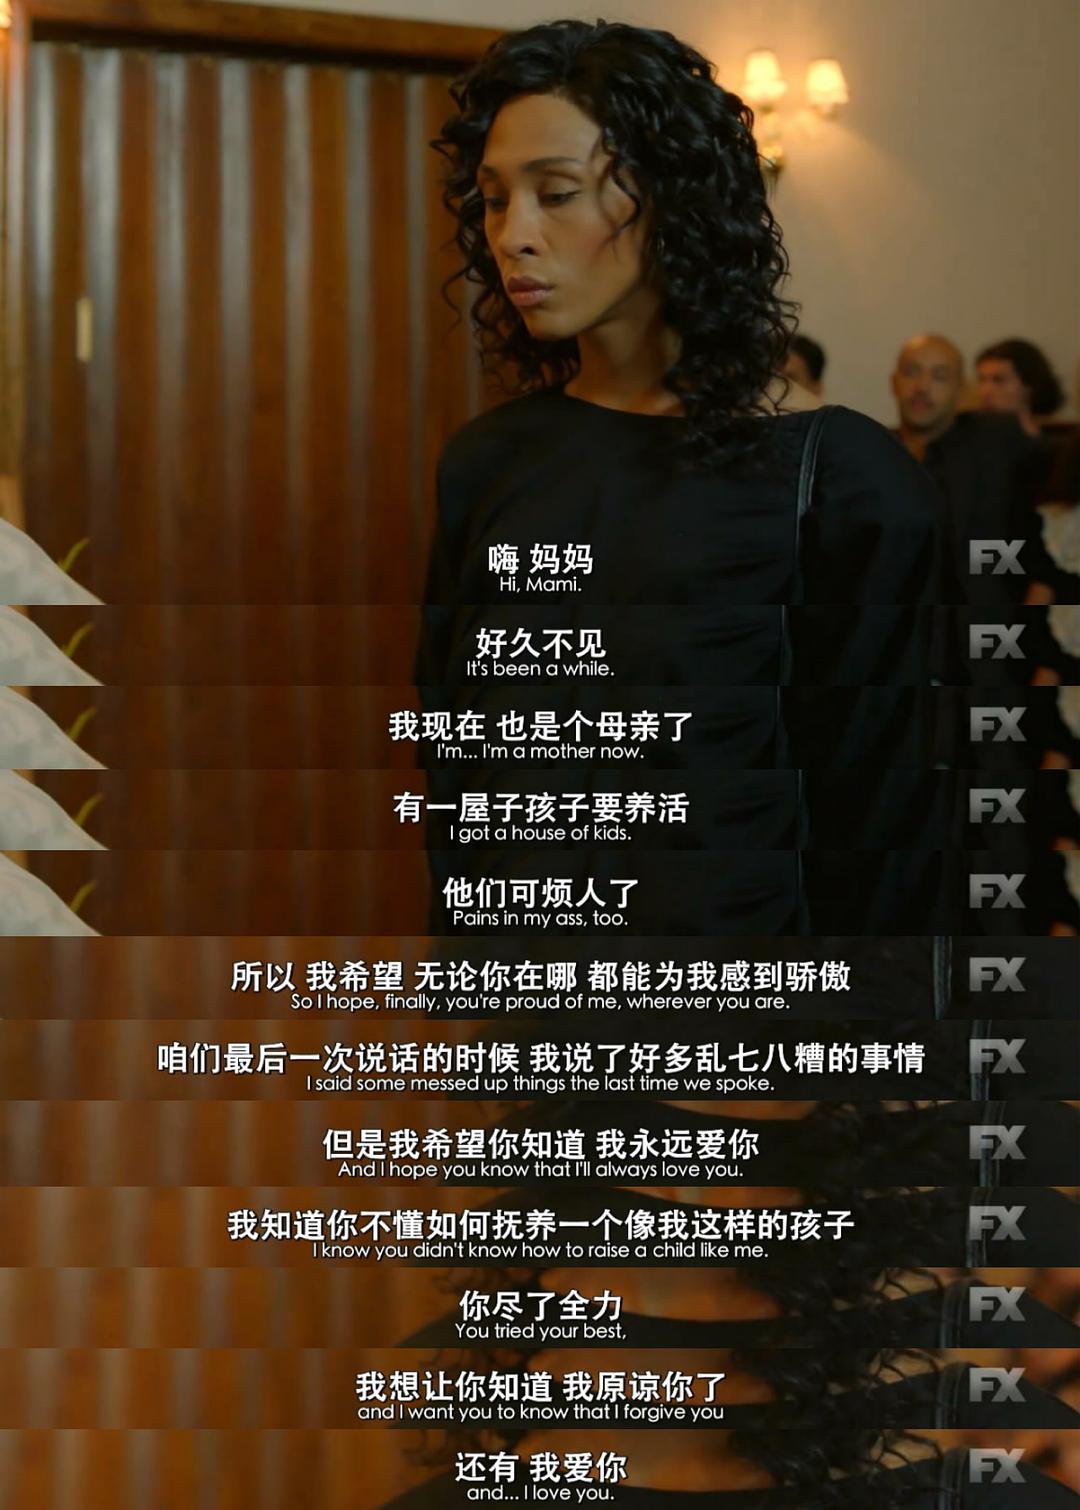 嗨 妈妈
Hi, Mami.
FX
好久不见
It's been a while.
FX
我现在 也是个母亲了
I'm... I'm a mother now.
FX
有一屋子孩子要养活
I got a house of kids.
FX
他们可烦人了
Pains in my ass, too.
FX
所以 我希望 无论你在哪 都能为我感到骄傲
So I hope, finally, you're proud of me, wherever you are.
FX
咱们最后一次说话的时候 我说了好多乱七八糟的事情
I said some messed up things the last time we spoke.
FX
但是我希望你知道 我永远爱你
And I hope you know that I'll always love you.
FX
我知道你不懂如何抚养一个像我这样的孩子
I know you didn't know how to raise a child like me.
FX
你尽了全力
You tried your best,
FX
我想让你知道 我原谅你了
and I want you to know that I forgive you
FX
还有 我爱你
and... I love you.
FX